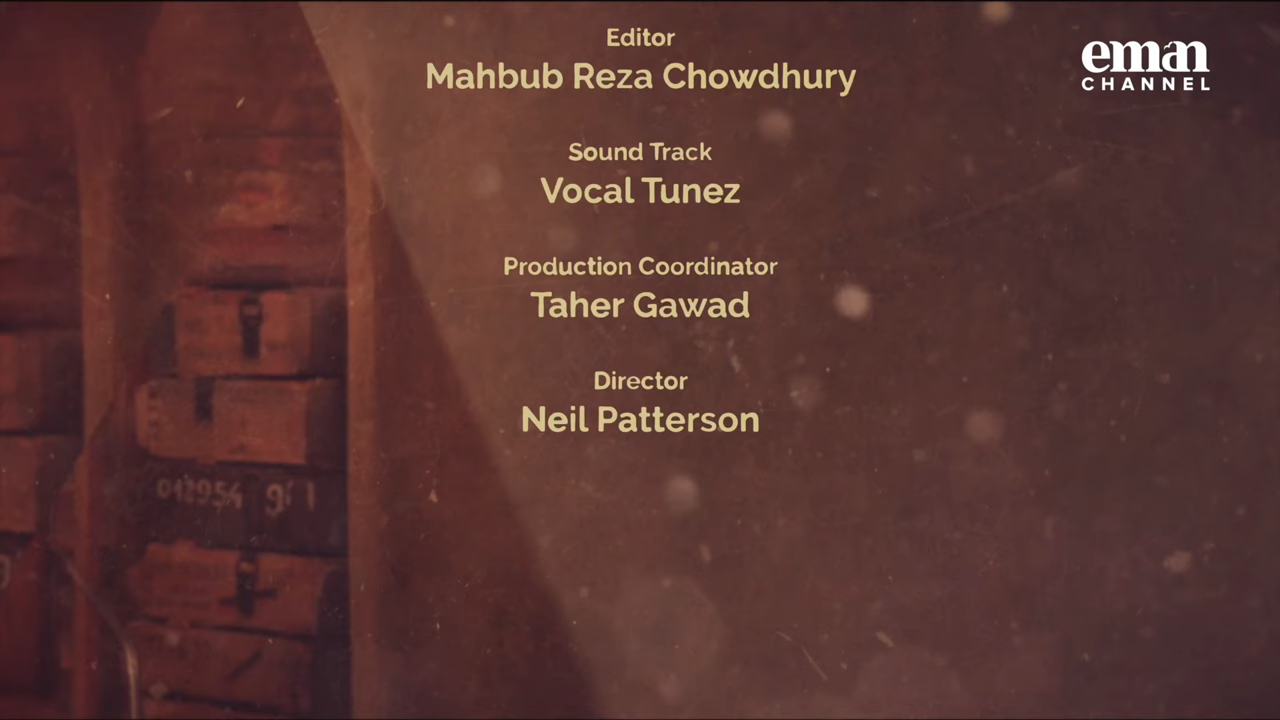 Editor
Mahbub Reza Chowdhury
eman
CHANNEL
Sound Track
Vocal Tunez
Production Coordinator
Taher Gawad
Director
Neil Patterson